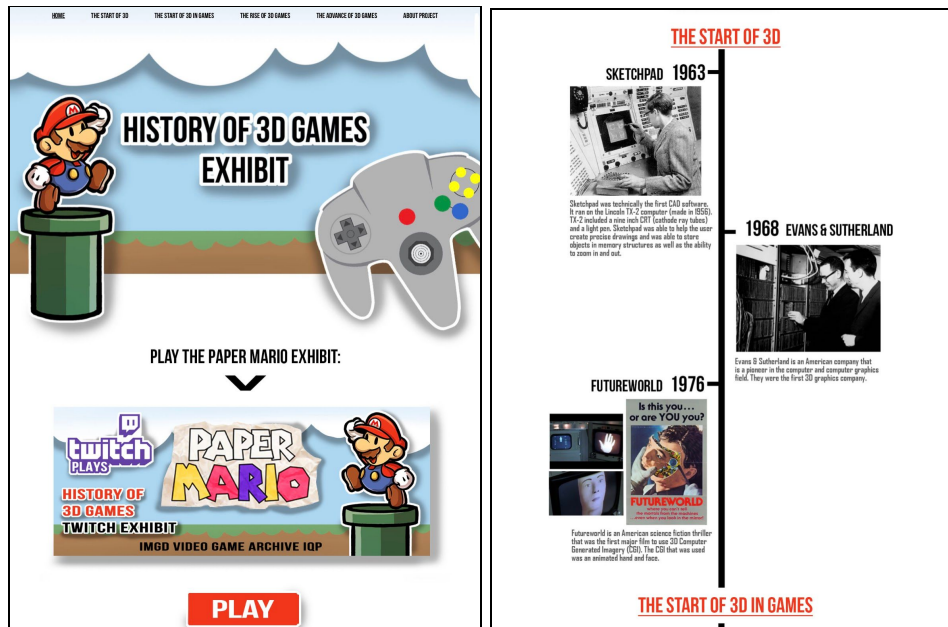 HOME THE START OF 3D THE START OF 3D IN GAMES THE RISE OF 3D GAMES THE ADVANCE OF 3D GAMES ABOUT PROJECT
M
HISTORY OF 3D GAMES
EXHIBIT
PLAY THE PAPER MARIO EXHIBIT:
twitch
PLAYS
PAPER
MARIO
M
HISTORY OF
3D GAMES
TWITCH EXHIBIT
IMGD VIDEO GAME ARCHIVE IQP
PLAY
THE START OF 3D
SKETCHPAD 1963
Sketchpad was technically the first CAD software.
It ran on the Lincoln TX-2 computer (made in 1956).
TX-2 included a nine inch CRT (cathode ray tubes)
and a light pen. Sketchpad was able to help the user
create precise drawings and was able to store
objects in memory structures as well as the ability
to zoom in and out.
1968 EVANS & SUTHERLAND
Evans & Sutherland is an American company that
is a pioneer in the computer and computer graphics
field. They were the first 3D graphics company.
FUTUREWORLD 1976
Is this you...
or are YOU you?
FUTUREWORLD
Futureworld is an American science fiction thriller
that was the first major film to use 3D Computer
Generated Imagery (CGI). The CGI that was used
was an animated hand and face.
THE START OF 3D IN GAMES